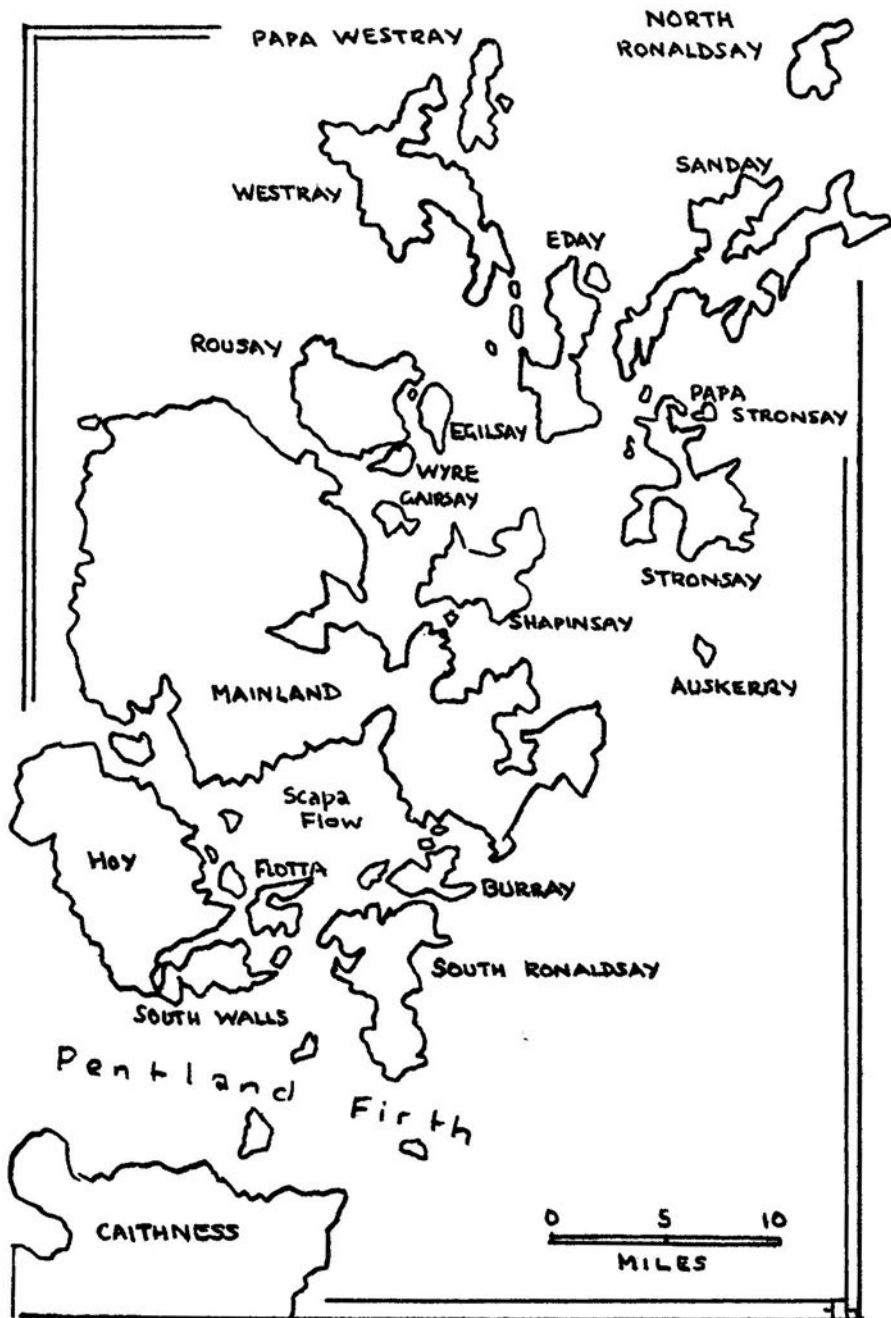 PAPA WESTRAY
NORTH
RONALDSAY
WESTRAY
SANDAY
EDAY
ROUSAY
EGILSAY
PAPA
STRONSAY
WYRE
GAIRSAY
STRONSAY
SHAPINSAY
MAINLAND
AUSKERRY
Scapa
Flow
HOY
FLOTTA
BURRAY
SOUTH RONALDSAY
SOUTH WALLS
Pentland
Firth
CAITHNESS
0 5 10
MILES